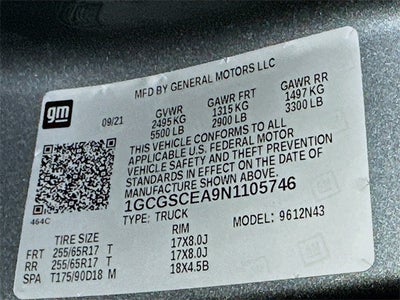 gm
MFD BY GENERAL MOTORS LLC
09/21 GVWR GAWR FRT GAWR RR
2495 KG 1315 KG 1497 KG
5500 LB 2900 LB 3300 LB
THIS VEHICLE CONFORMS TO ALL
APPLICABLE U.S. FEDERAL MOTOR
VEHICLE SAFETY AND THEFT PREVENTION
STANDARDS IN EFFECT ON THE DATE OF
MANUFACTURE SHOWN ABOVE.
1GCGSCEA9N1105746
464C TYPE: TRUCK MODEL: 9612N43
TIRE SIZE RIM
FRT 255/65R17 T 17X8.0J
RR 255/65R17 T 17X8.0J
SPA T175/90D18 M 18X4.5B